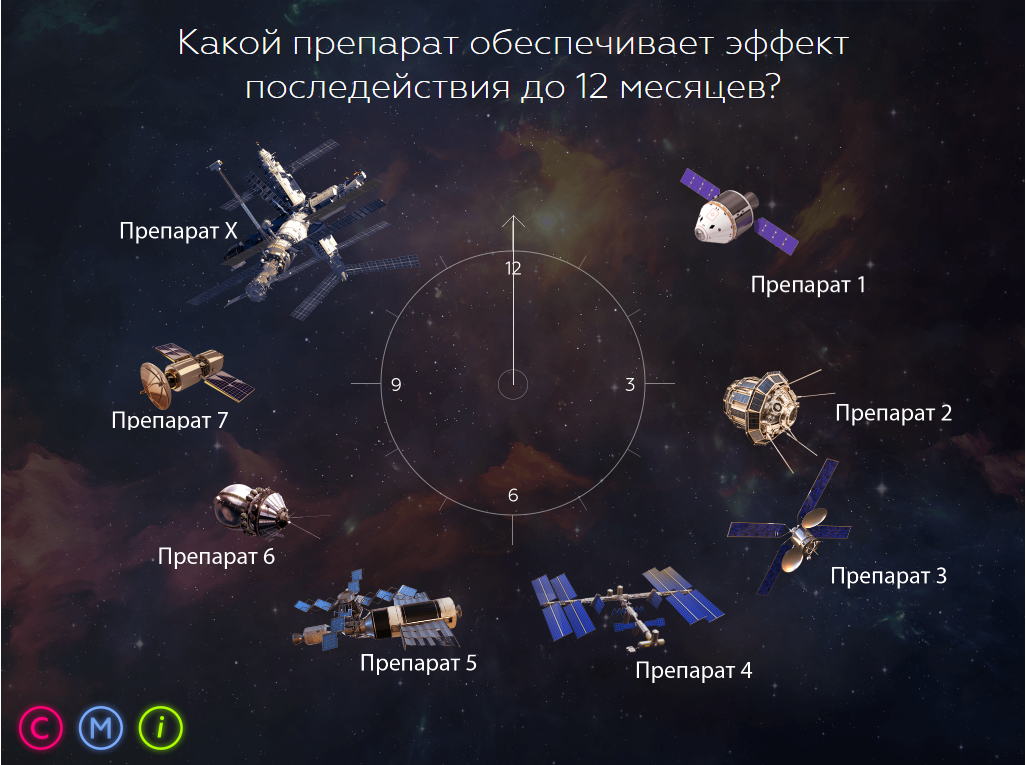 Какой препарат обеспечивает эффект
последействия до 12 месяцев?
Препарат X
Препарат 1
12
Препарат 7
9
3
Препарат 2
6
Препарат 6
Препарат 3
Препарат 5
Препарат 4
C
M
i